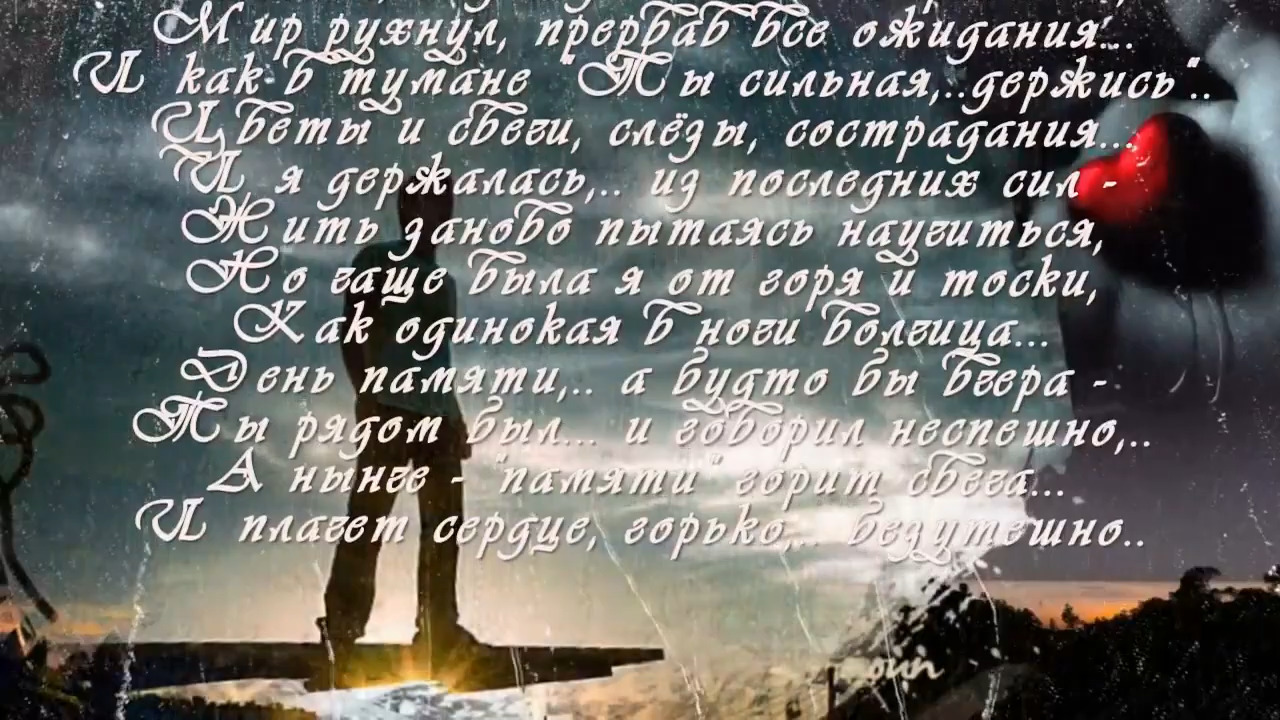 Мир рухнул, прервав все ожидания...
И как в тумане "Ты сильная,..держись"..
Цветы и свечи, слёзы, сострадания...
И я держалась,.. из последних сил -
Жить заново пытаясь научиться,
Но чаще была я от горя и тоски,
Как одинокая в ночи волчица...
День памяти,.. а будто бы вчера -
Ты рядом был... и говорил неспешно,..
А нынче - "памяти" горит свеча...
И плачет сердце, горько,.. безутешно..